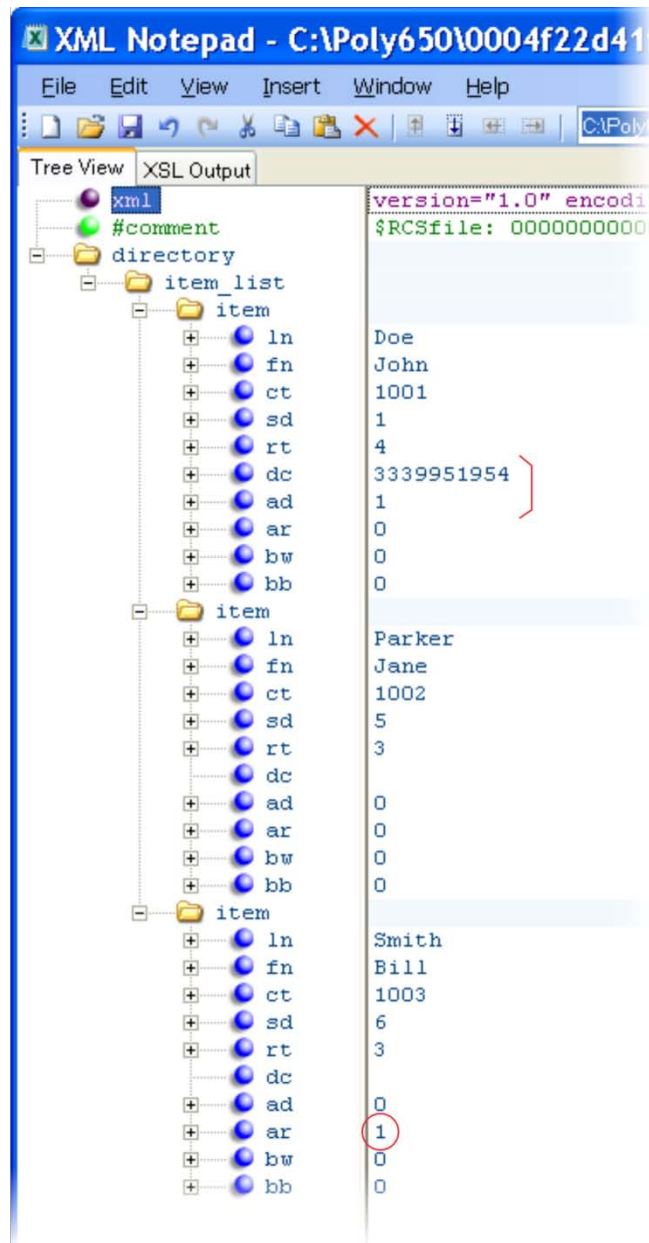 XML Notepad - C:\Poly650\0004f22d41
File Edit View Insert Window Help
C:\Poly
Tree View XSL Output
xml version="1.0" encodi
#comment $RCSfile: 0000000000
directory
item_list
item
ln Doe
fn John
ct 1001
sd 1
rt 4
dc 3339951954
ad 1
ar 0
bw 0
bb 0
item
ln Parker
fn Jane
ct 1002
sd 5
rt 3
dc
ad 0
ar 0
bw 0
bb 0
item
ln Smith
fn Bill
ct 1003
sd 6
rt 3
dc
ad 0
ar 1
bw 0
bb 0